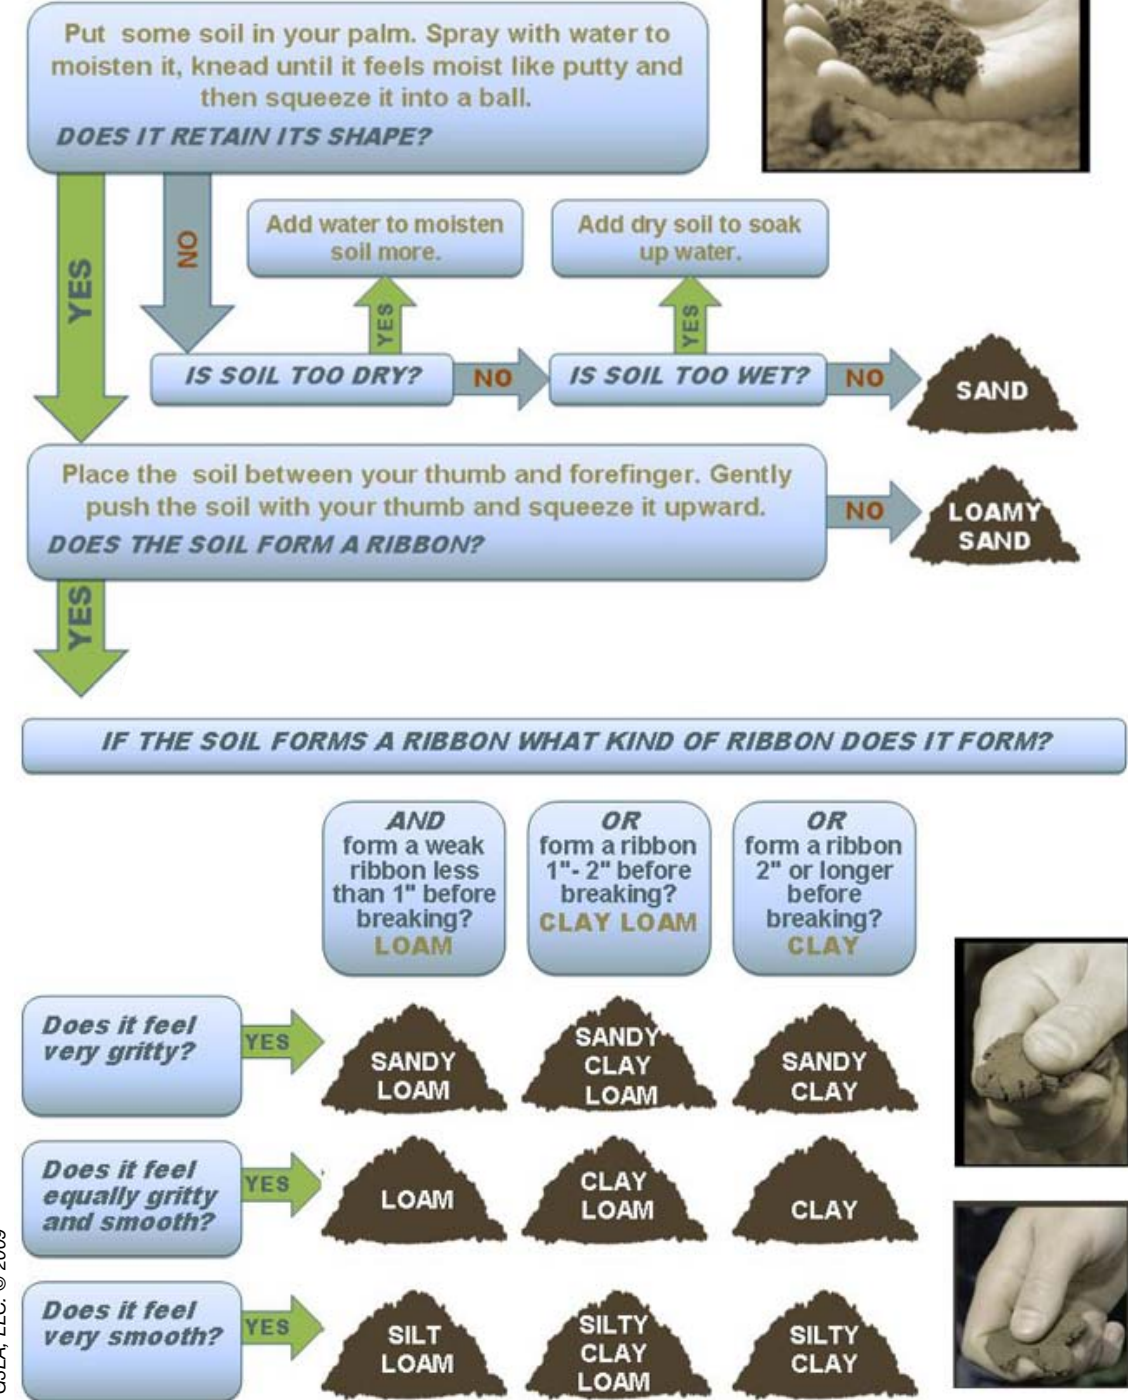 Put some soil in your palm. Spray with water to
moisten it, knead until it feels moist like putty and
then squeeze it into a ball.
DOES IT RETAIN ITS SHAPE?
YES
NO
Add water to moisten
soil more.
Add dry soil to soak
up water.
YES
YES
IS SOIL TOO DRY?
NO
IS SOIL TOO WET?
NO
SAND
Place the soil between your thumb and forefinger. Gently
push the soil with your thumb and squeeze it upward.
DOES THE SOIL FORM A RIBBON?
NO
LOAMY
SAND
YES
IF THE SOIL FORMS A RIBBON WHAT KIND OF RIBBON DOES IT FORM?
AND
form a weak
ribbon less
than 1" before
breaking?
LOAM
OR
form a ribbon
1"- 2" before
breaking?
CLAY LOAM
OR
form a ribbon
2" or longer
before
breaking?
CLAY
Does it feel
very gritty?
YES
SANDY
LOAM
SANDY
CLAY
LOAM
SANDY
CLAY
Does it feel
equally gritty
and smooth?
YES
LOAM
CLAY
LOAM
CLAY
Does it feel
very smooth?
YES
SILT
LOAM
SILTY
CLAY
LOAM
SILTY
CLAY
LLC. © 2009